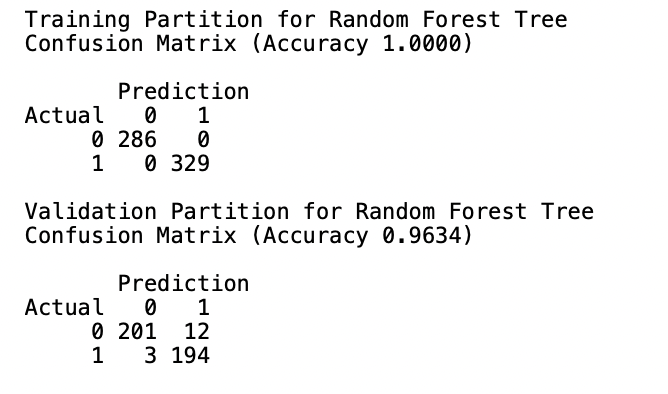 Training Partition for Random Forest Tree
Confusion Matrix (Accuracy 1.0000)
Prediction
Actual 0 1
0 286 0
1 0 329
Validation Partition for Random Forest Tree
Confusion Matrix (Accuracy 0.9634)
Prediction
Actual 0 1
0 201 12
1 3 194